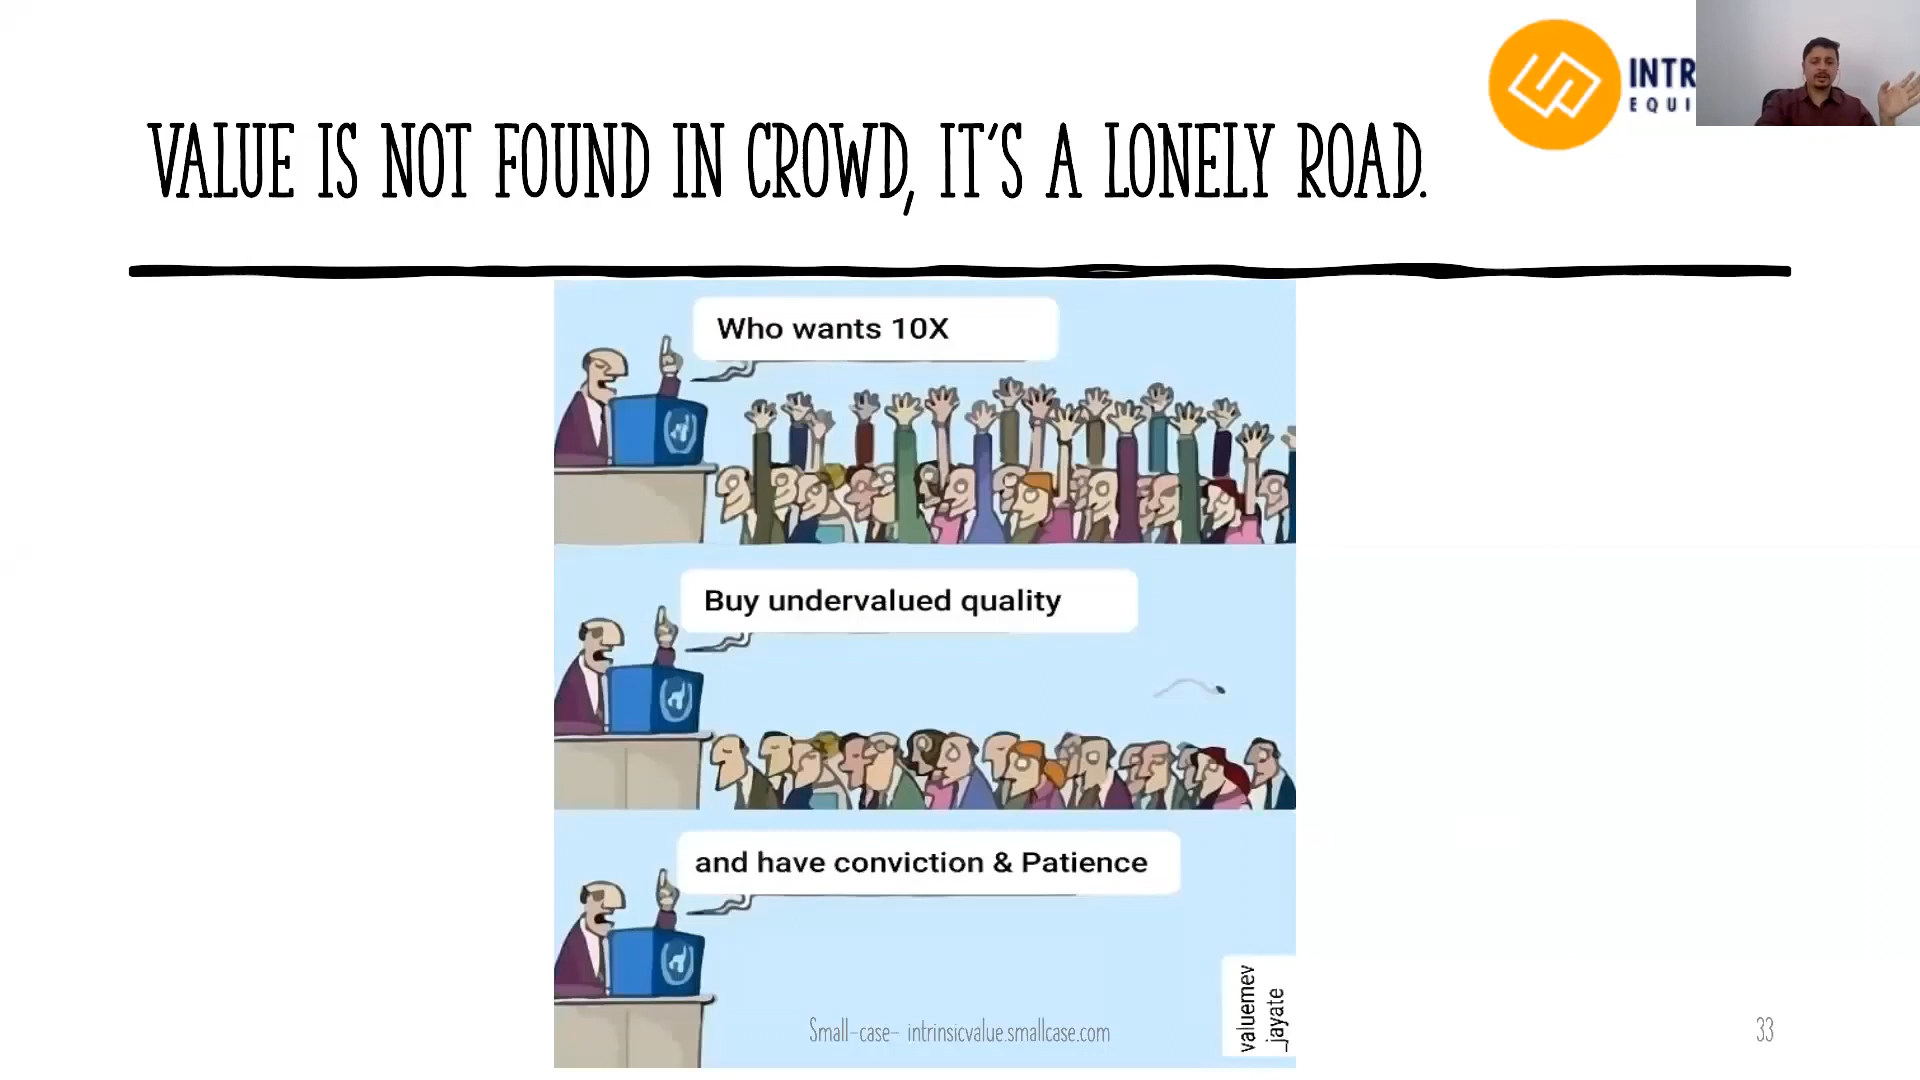 INTR
EQUI
VALUE IS NOT FOUND IN CROWD, IT'S A LONELY ROAD.
Who wants 10X
Buy undervalued quality
and have conviction & Patience
valuemev
_jayate
Small-case- intrinsicvalue.smallcase.com
33